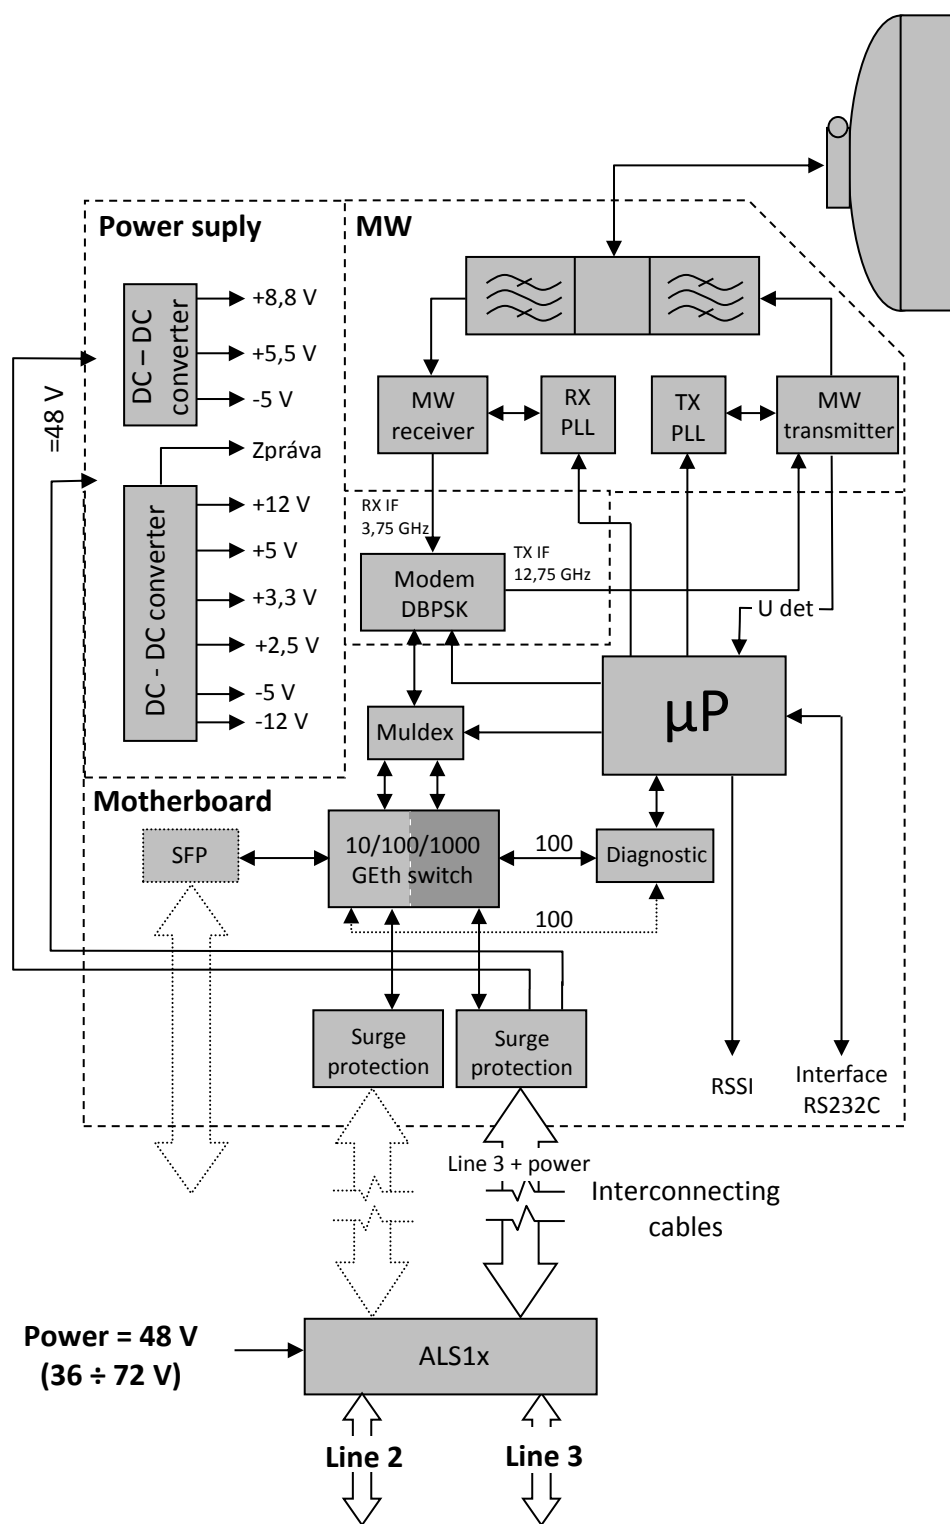 Power suply
MW
DC – DC
converter
+8,8 V
+5,5 V
-5 V
=48 V
MW
receiver
RX
PLL
TX
PLL
MW
transmitter
Zpráva
DC - DC converter
+12 V
+5 V
+3,3 V
+2,5 V
-5 V
-12 V
RX IF
3,75 GHz
TX IF
12,75 GHz
Modem
DBPSK
U det
µP
Muldex
Motherboard
SFP
10/100/1000
GEth switch
100
Diagnostic
100
Surge
protection
Surge
protection
RSSI
Interface
RS232C
Line 3 + power
Interconnecting
cables
Power = 48 V
(36 ÷ 72 V)
ALS1x
Line 2
Line 3